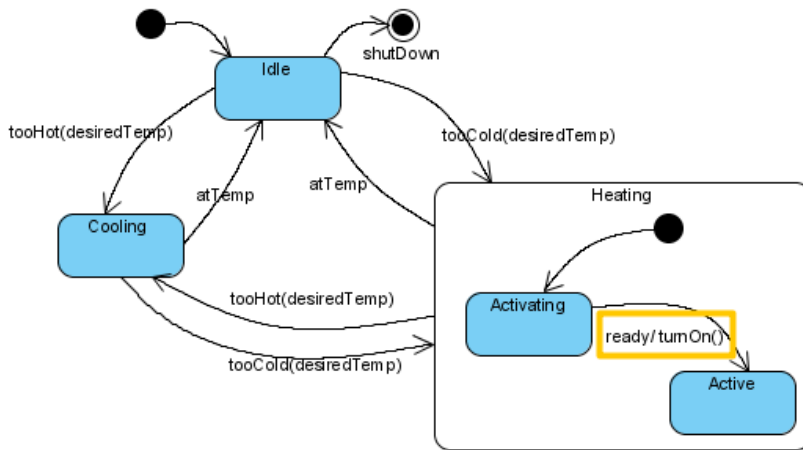 shutDown
Idle
tooHot(desiredTemp)
tooCold(desiredTemp)
atTemp
atTemp
Heating
Cooling
tooHot(desiredTemp)
Activating
ready/ turnOn()
tooCold(desiredTemp)
Active